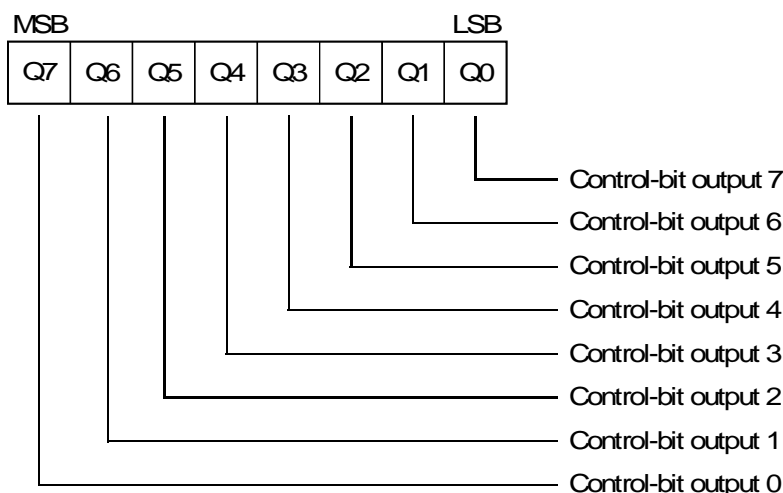 MSB LSB
Q7 Q6 Q5 Q4 Q3 Q2 Q1 Q0
Control-bit output 7
Control-bit output 6
Control-bit output 5
Control-bit output 4
Control-bit output 3
Control-bit output 2
Control-bit output 1
Control-bit output 0